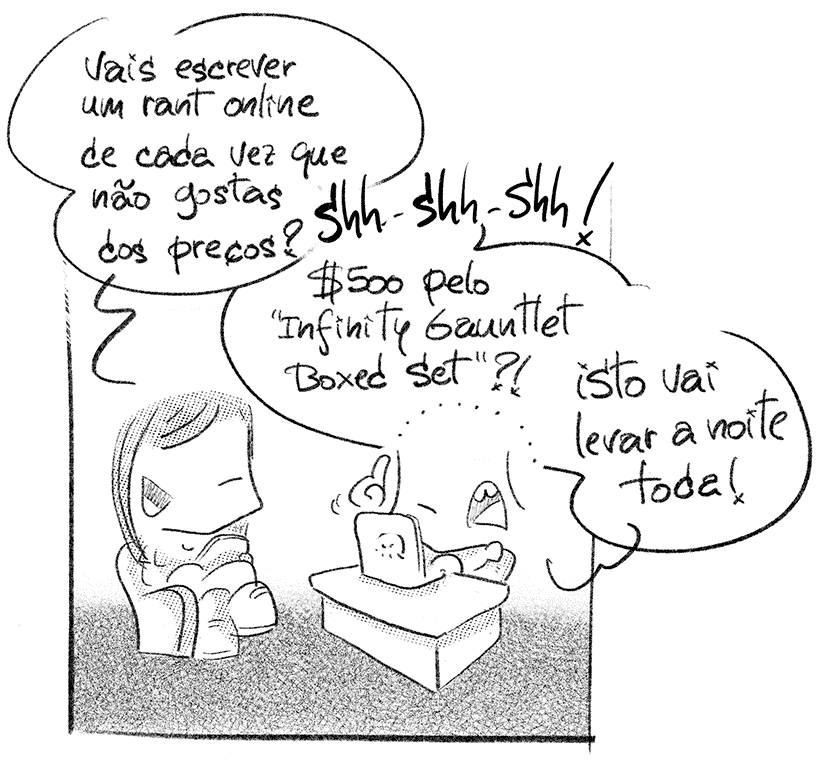 Vais escrever
um rant online
de cada vez que
não gostas
dos preços?
Shh-Shh-Shh!
$500 pelo
"Infinity Gauntlet
Boxed Set"?!
isto vai
levar a noite
toda!